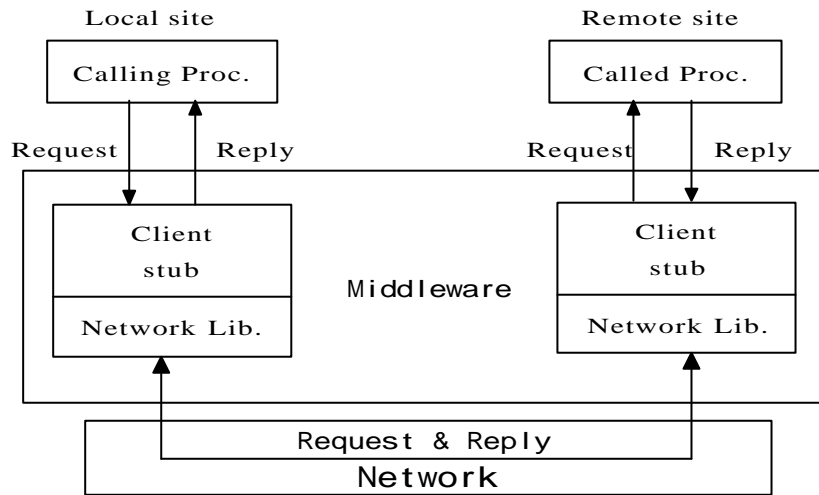 Local site
Remote site
Calling Proc.
Called Proc.
Request
Reply
Request
Reply
Client
stub
Client
stub
Middleware
Network Lib.
Network Lib.
Request & Reply
Network